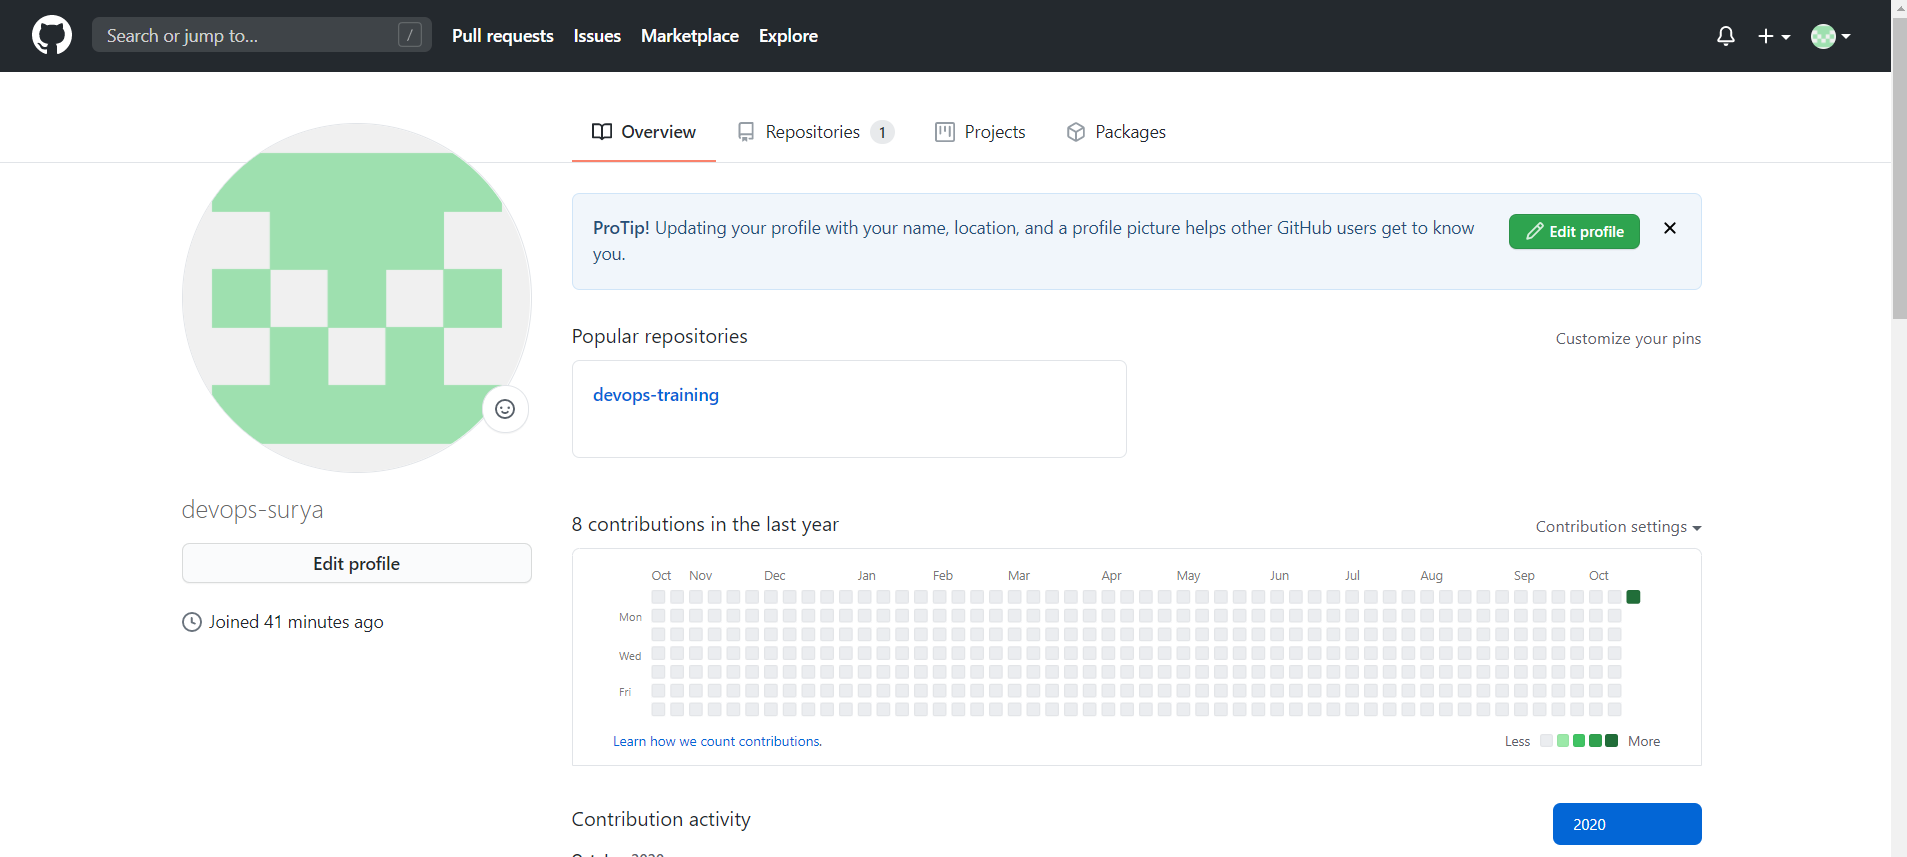 Search or jump to... /
Pull requests Issues Marketplace Explore
Overview Repositories 1 Projects Packages
ProTip! Updating your profile with your name, location, and a profile picture helps other GitHub users get to know
you.
Edit profile
Popular repositories
Customize your pins
devops-training
devops-surya
Edit profile
Joined 41 minutes ago
8 contributions in the last year
Contribution settings
Oct Nov Dec Jan Feb Mar Apr May Jun Jul Aug Sep Oct
Mon
Wed
Fri
Learn how we count contributions.
Less More
Contribution activity
2020
October 2020